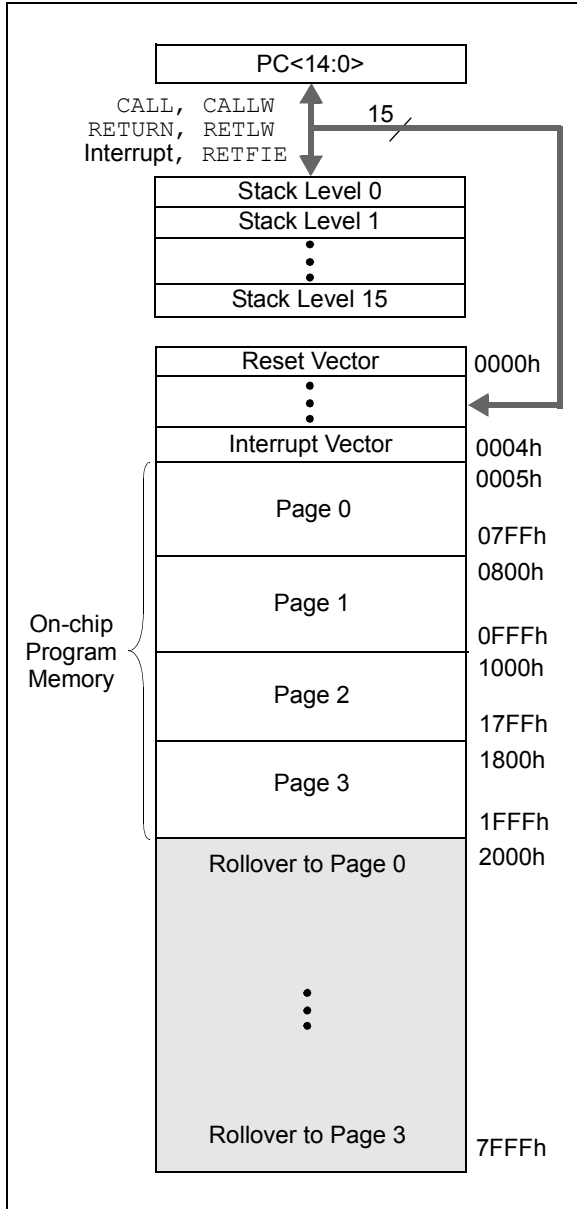 PC<14:0>
CALL, CALLW
RETURN, RETLW
Interrupt, RETFIE
15
Stack Level 0
Stack Level 1
Stack Level 15
Reset Vector
0000h
Interrupt Vector
0004h
0005h
Page 0
07FFh
0800h
Page 1
0FFFh
On-chip
Program
Memory
1000h
Page 2
17FFh
1800h
Page 3
1FFFh
2000h
Rollover to Page 0
Rollover to Page 3
7FFFh